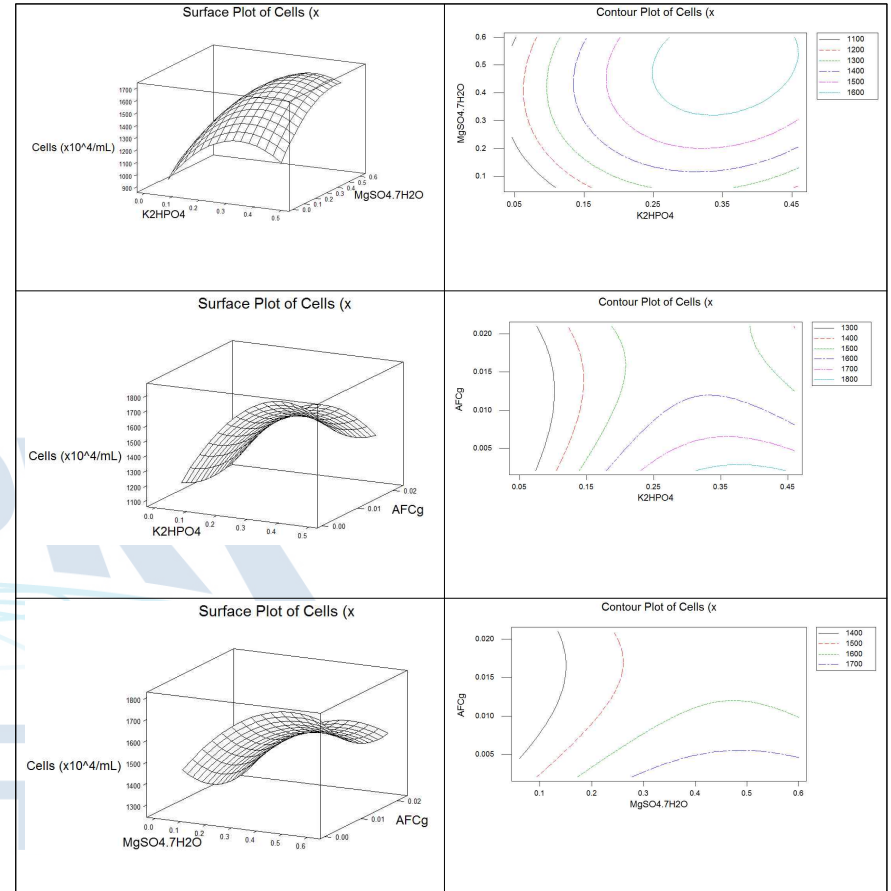 Surface Plot of Cells (x
1700
1600
1500
1400
1300
1200
1100
1000
900
Cells (x10^4/mL)
0.0 0.1 0.2 0.3 0.4 0.5
K2HPO4
0.0 0.1 0.2 0.3 0.4 0.5 0.6
MgSO4.7H2O
Contour Plot of Cells (x
0.6
0.5
0.4
0.3
0.2
0.1
MgSO4.7H2O
0.05 0.15 0.25 0.35 0.45
K2HPO4
1100
1200
1300
1400
1500
1600
Surface Plot of Cells (x
1800
1700
1600
1500
1400
1300
1200
1100
Cells (x10^4/mL)
0.0 0.1 0.2 0.3 0.4 0.5
K2HPO4
0.00 0.01 0.02
AFCg
Contour Plot of Cells (x
0.020
0.015
0.010
0.005
AFCg
0.05 0.15 0.25 0.35 0.45
K2HPO4
1300
1400
1500
1600
1700
1800
Surface Plot of Cells (x
1800
1700
1600
1500
1400
1300
Cells (x10^4/mL)
0.0 0.1 0.2 0.3 0.4 0.5 0.6
MgSO4.7H2O
0.00 0.01 0.02
AFCg
Contour Plot of Cells (x
0.020
0.015
0.010
0.005
AFCg
0.1 0.2 0.3 0.4 0.5 0.6
MgSO4.7H2O
1400
1500
1600
1700